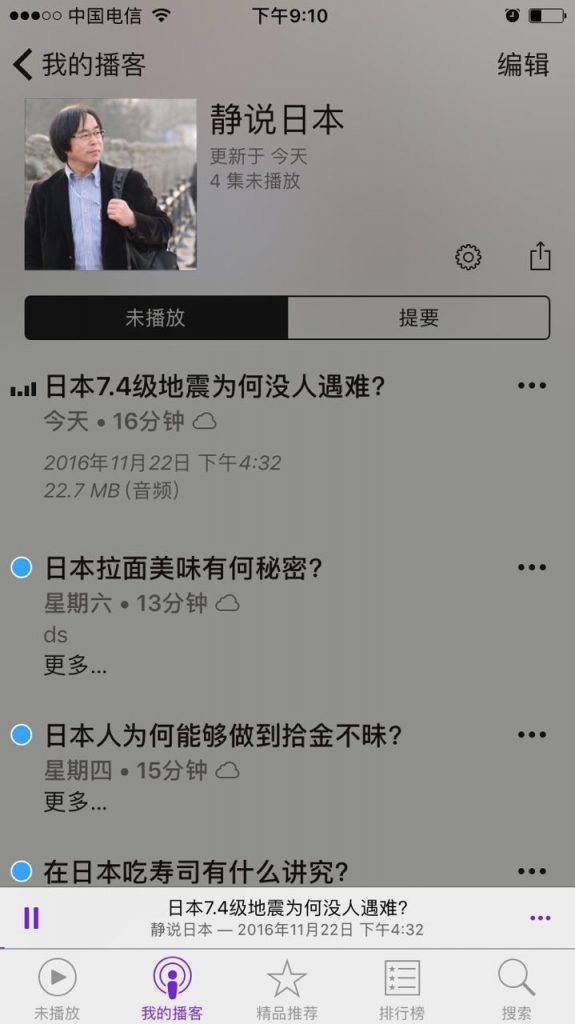 中国电信
下午9:10
我的播客
编辑
静说日本
更新于 今天
4 集未播放
未播放
提要
日本7.4级地震为何没人遇难?
今天 • 16分钟
2016年11月22日 下午4:32
22.7 MB (音频)
日本拉面美味有何秘密?
星期六 • 13分钟
ds
更多...
日本人为何能够做到拾金不昧?
星期四 • 15分钟
更多...
在日本吃寿司有什么讲究?
日本7.4级地震为何没人遇难?
静说日本 — 2016年11月22日 下午4:32
未播放
我的播客
精品推荐
排行榜
搜索